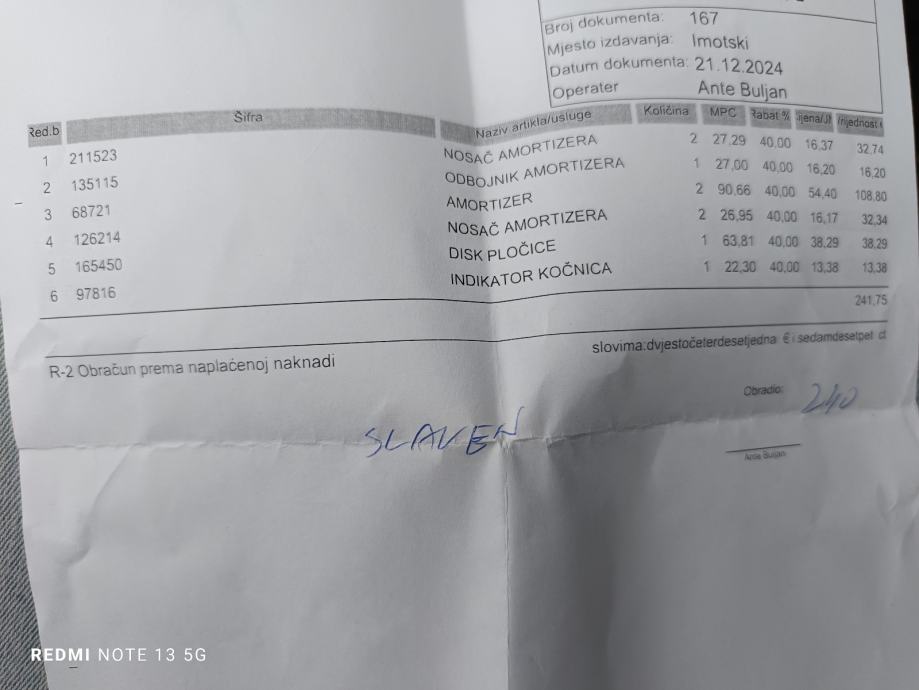 Broj dokumenta: 167
Mjesto izdavanja: Imotski
Datum dokumenta: 21.12.2024
Operater Ante Buljan
Red.b Šifra Naziv artikla/usluge Količina MPC Rabat %
1 211523 NOSAČ AMORTIZERA 2 27,29 40,00 16,37 32,74
2 135115 ODBOJNIK AMORTIZERA 1 27,00 40,00 16,20 16,20
3 68721 AMORTIZER 2 90,66 40,00 54,40 108,80
4 126214 NOSAČ AMORTIZERA 2 26,95 40,00 16,17 32,34
5 165450 DISK PLOČICE 1 63,81 40,00 38,29 38,29
6 97816 INDIKATOR KOČNICA 1 22,30 40,00 13,38 13,38
241,75
slovima:dvjestočeterdesetjedna € i sedamdesetpet ct
R-2 Obračun prema naplaćenoj naknadi
Obradio: 240
SLAVEN
Ante Buljan
REDMI NOTE 13 5G